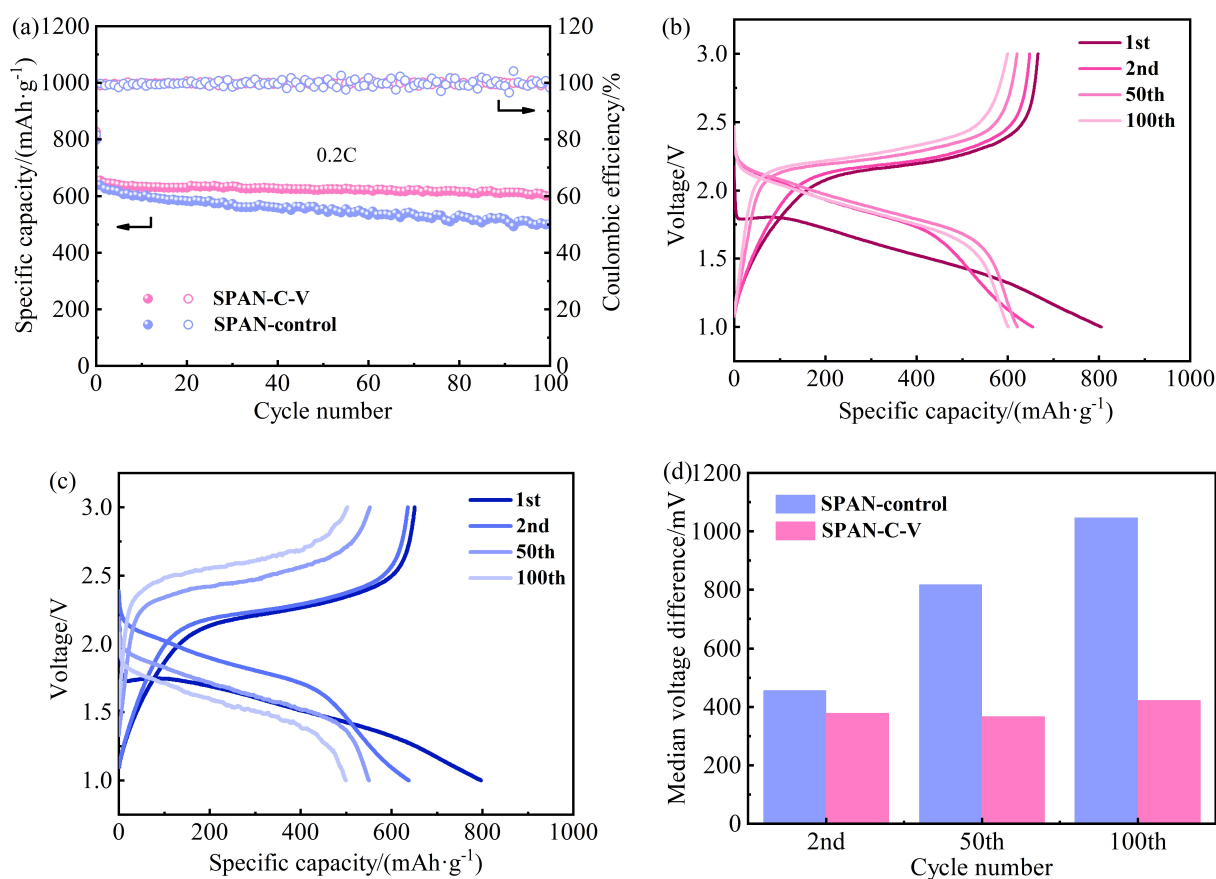 (a)
1200
1000
800
600
400
200
0
120
100
80
60
40
20
0
0.2C
SPAN-C-V
SPAN-control
0 20 40 60 80 100
Cycle number
Specific capacity/(mAh·g⁻¹)
Coulombic efficiency/%
(b)
3.0
2.5
2.0
1.5
1.0
1st
2nd
50th
100th
0 200 400 600 800 1000
Specific capacity/(mAh·g⁻¹)
Voltage/V
(c)
3.0
2.5
2.0
1.5
1.0
1st
2nd
50th
100th
0 200 400 600 800 1000
Specific capacity/(mAh·g⁻¹)
Voltage/V
(d)
1200
1000
800
600
400
200
0
SPAN-control
SPAN-C-V
2nd 50th 100th
Cycle number
Median voltage difference/mV